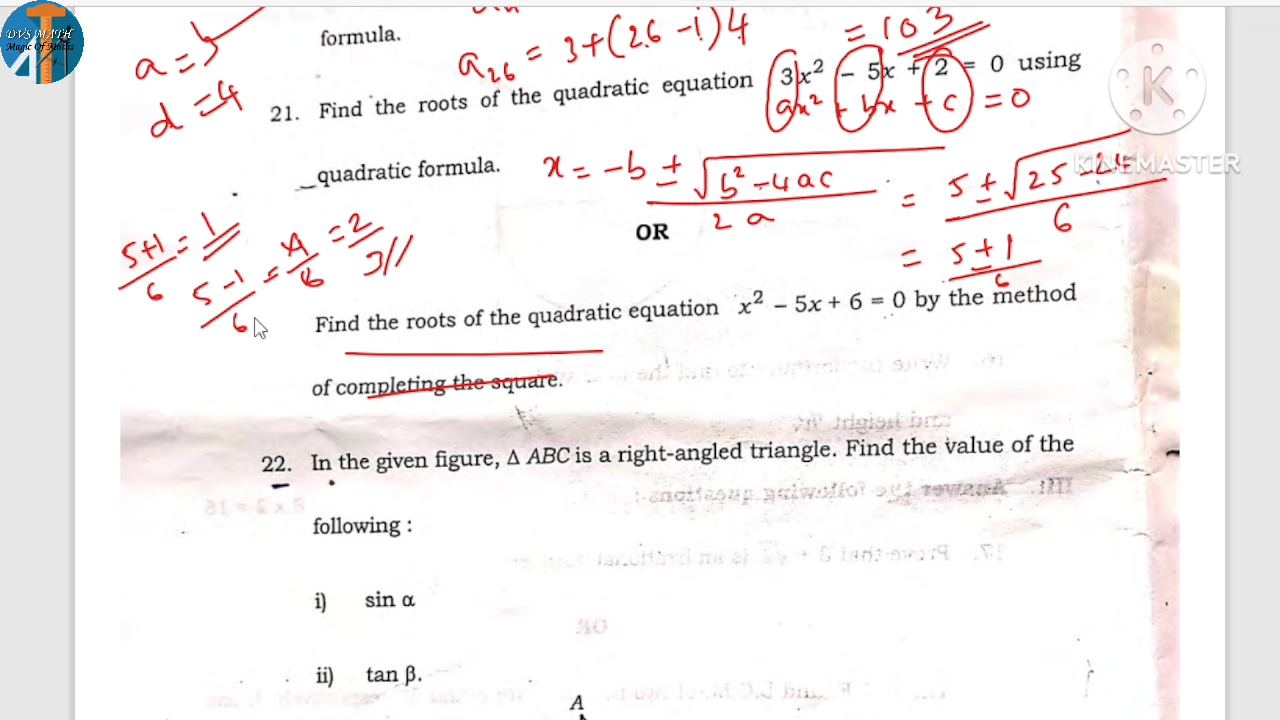 DVS MATH
Magic Of Maths
a = 3
d = 4
formula.
a₂₆ = 3+(26 -1)4
= 103
21. Find the roots of the quadratic equation 3x² - 5x + 2 = 0 using
ax² + bx + c = 0
quadratic formula.
x = -b ± √b² -4ac
2a
= 5 ± √25 -24
6
KINEMASTER
OR
= 5 ± 1
6
5+1 = 1
6
5 -1 = 4 = 2
6 6 3//
Find the roots of the quadratic equation x² - 5x + 6 = 0 by the method
of completing the square.
22. In the given figure, Δ ABC is a right-angled triangle. Find the value of the
following :
i) sin α
ii) tan β.
A